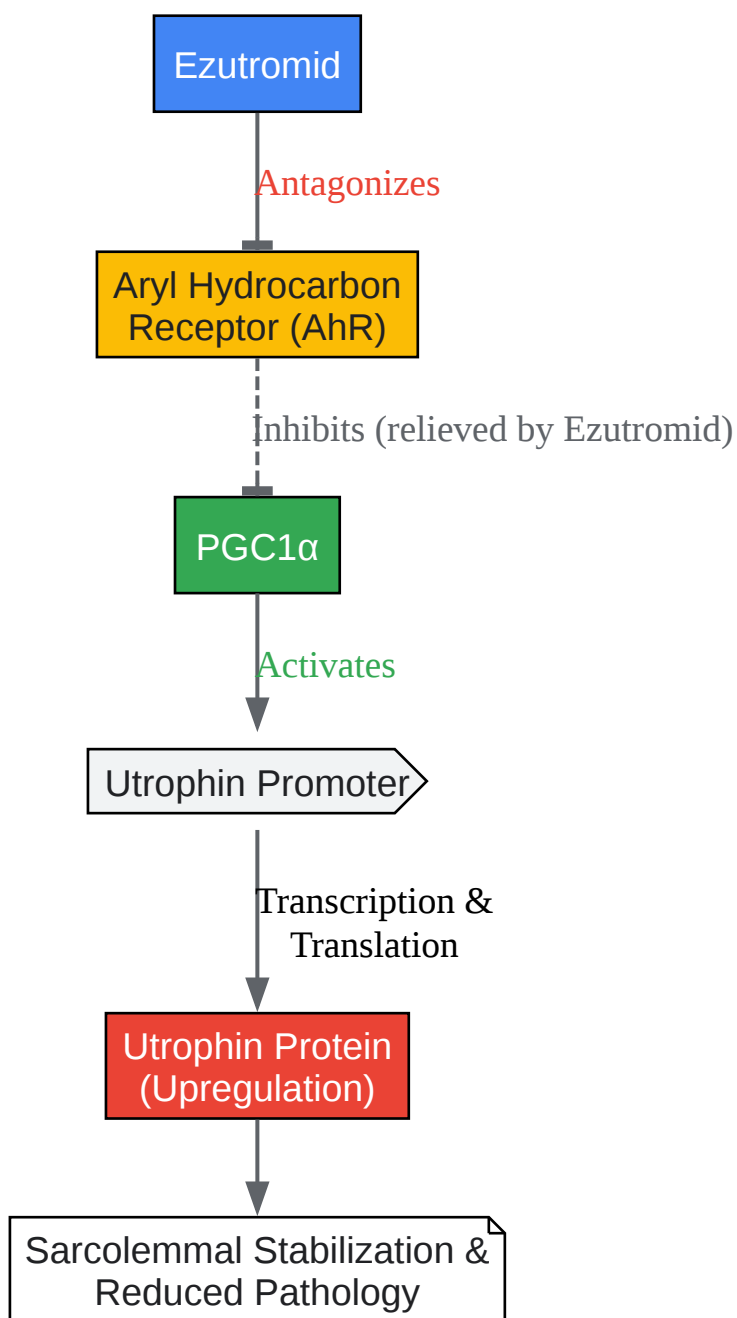 Ezutromid
Antagonizes
Aryl Hydrocarbon
Receptor (AhR)
Inhibits (relieved by Ezutromid)
PGC1α
Activates
Utrophin Promoter
Transcription &
Translation
Utrophin Protein
(Upregulation)
Sarcolemmal Stabilization &
Reduced Pathology